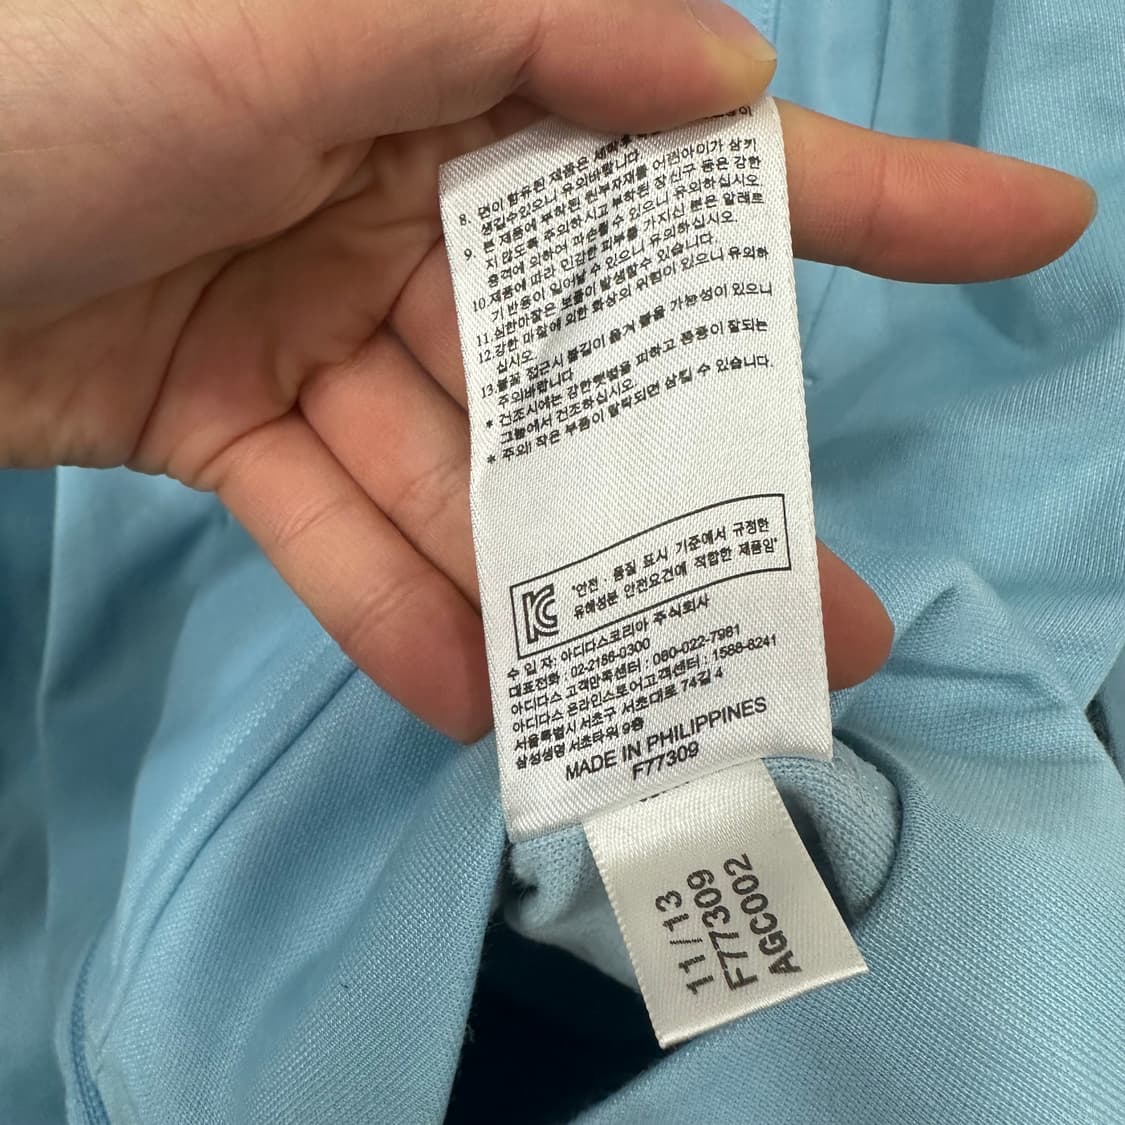 8. 면이 함유된 제품은 세탁
생길수있으니 유의바랍니다.
9. 본 제품에 부착된 전부자재를 어린아이가 삼키
지 않도록 주의하시고 부착된 장신구 등은 강한
충격에 의하여 파손될 수 있으니 유의하십시오
10.제품에 따라 민감한 피부를 가지신 분은 알레르
기 반응이 일어날 수 있으니 유의하십시오.
11.심한마찰은 보풀이 발생할수 있습니다.
12.강한 마찰에 의한 화상의 위험이 있으니 유의하
십시오.
13.불꽃 접근시 불길이 옮겨 붙을 가능성이 있으니
주의바랍니다
* 건조시에는 강한햇볕을 피하고 통풍이 잘되는
그늘에서 건조하십시오.
* 주의! 작은 부품이 탈락되면 삼킬 수 있습니다.
"안전 · 품질 표시 기준에서 규정한
유해성분 안전요건에 적합한 제품임"
수 입 자: 아디다스코리아 주식회사
대표전화 : 02-2186-0300
아디다스 고객만족센터 : 080-022-7981
아디다스 온라인스토어고객센터 : 1588-8241
서울특별시 서초구 서초대로 74길 4
삼성생명 서초타워 9층
MADE IN PHILIPPINES
F77309
11/13
F77309
AGC002